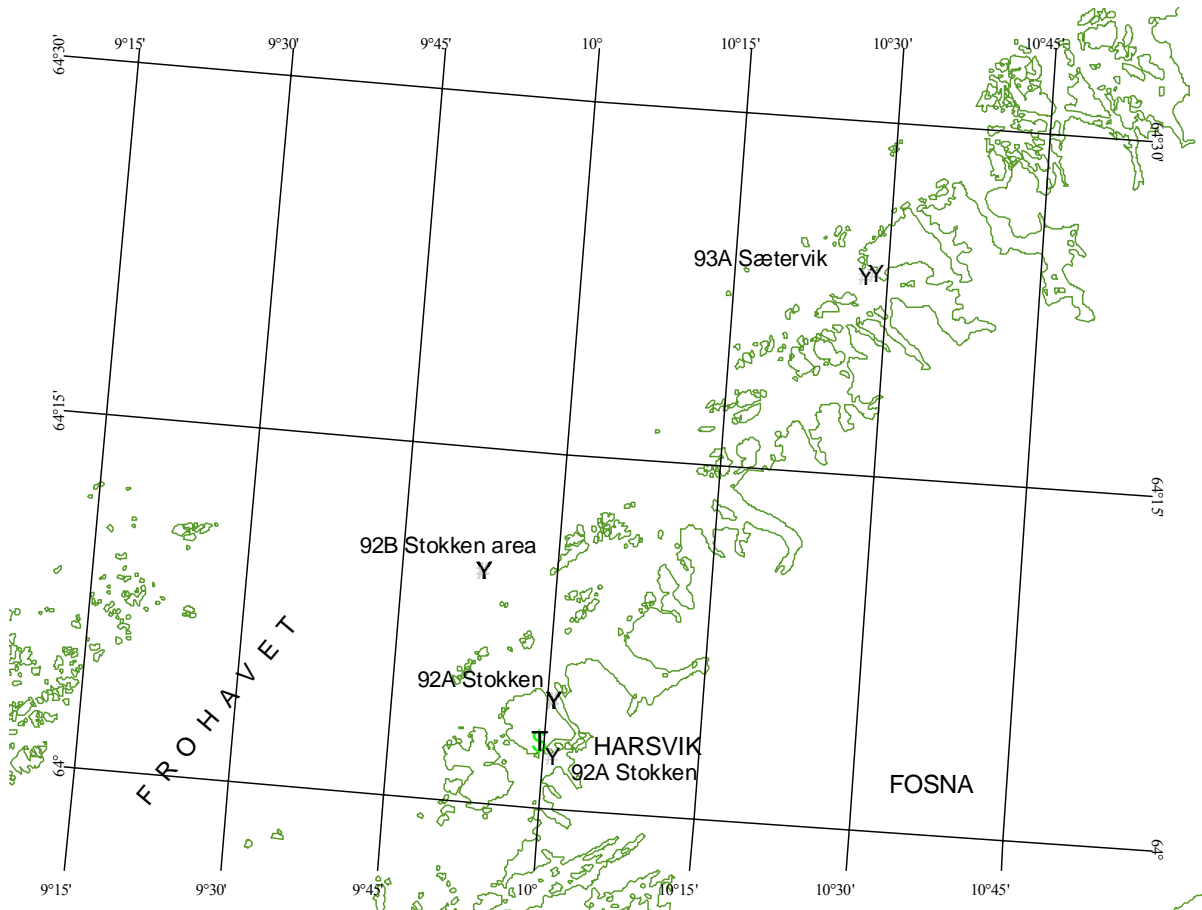 9°15' 9°30' 9°45' 10° 10°15' 10°30' 10°45'
64°30'
64°30'
93A Sætervik
YY
64°15'
64°15'
92B Stokken area
Y
FROHAVET
92A Stokken
Y
T
HARSVIK
Y
92A Stokken
FOSNA
64°
64°
9°15' 9°30' 9°45' 10° 10°15' 10°30' 10°45'